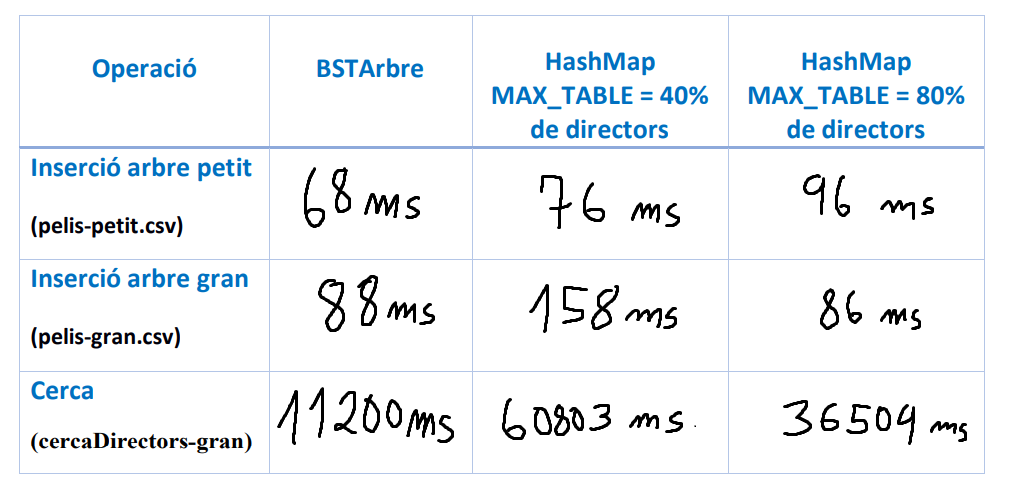 Operació
BSTArbre
HashMap
MAX_TABLE = 40%
de directors
HashMap
MAX_TABLE = 80%
de directors
Inserció arbre petit
(pelis-petit.csv)
68 ms
76 ms
96 ms
Inserció arbre gran
(pelis-gran.csv)
88 ms
158 ms
86 ms
Cerca
(cercaDirectors-gran)
11200 ms
60803 ms.
36509 ms